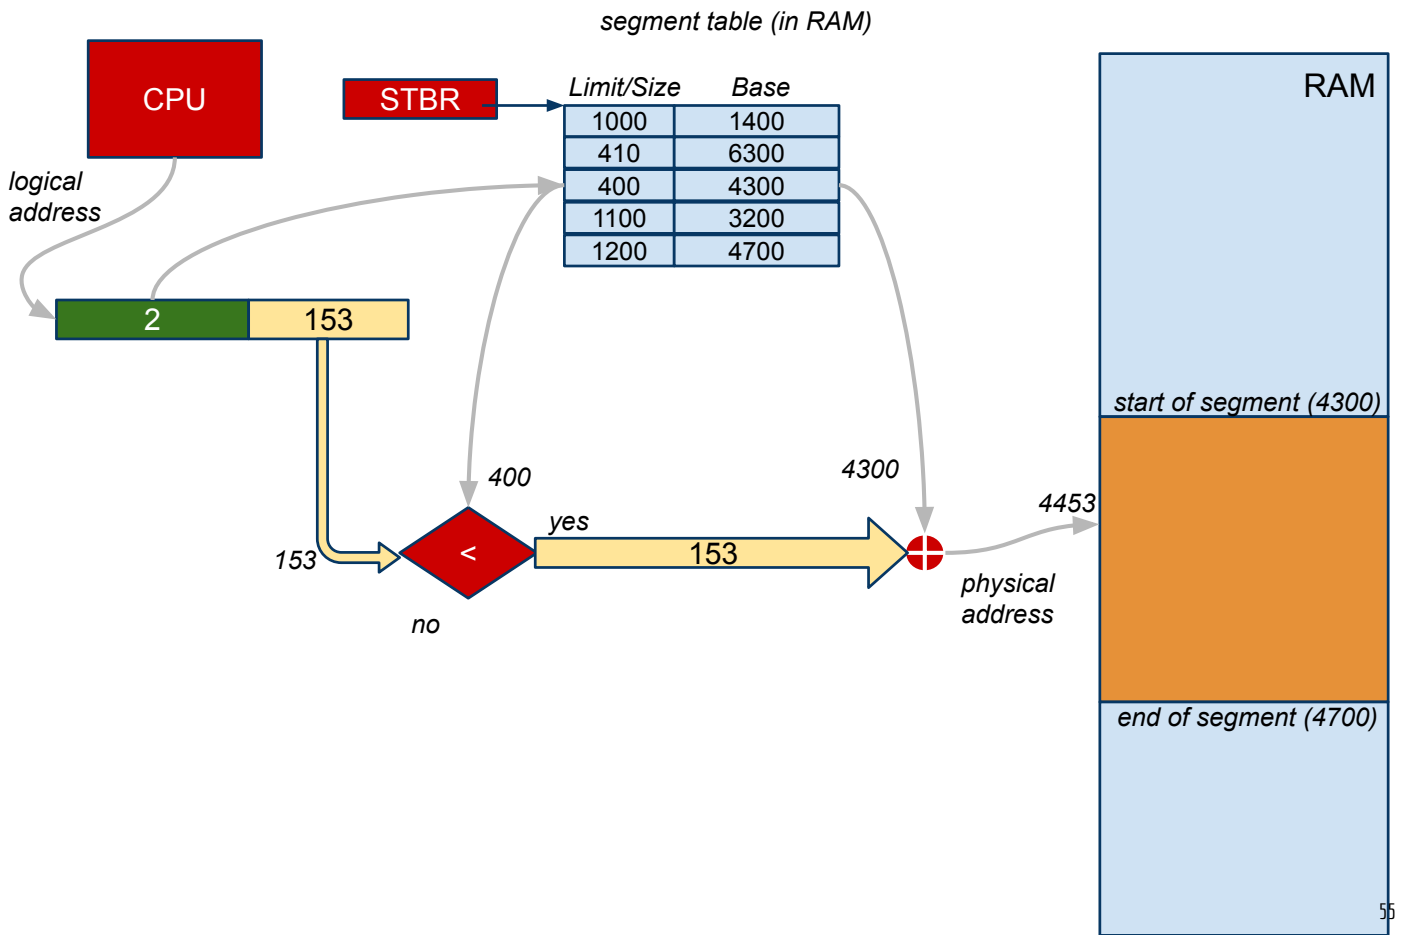 segment table (in RAM)
CPU
STBR
Limit/Size Base
1000 1400
410 6300
400 4300
1100 3200
1200 4700
RAM
logical
address
2 153
start of segment (4300)
400
4300
4453
yes
153
<
153
no
physical
address
end of segment (4700)
55